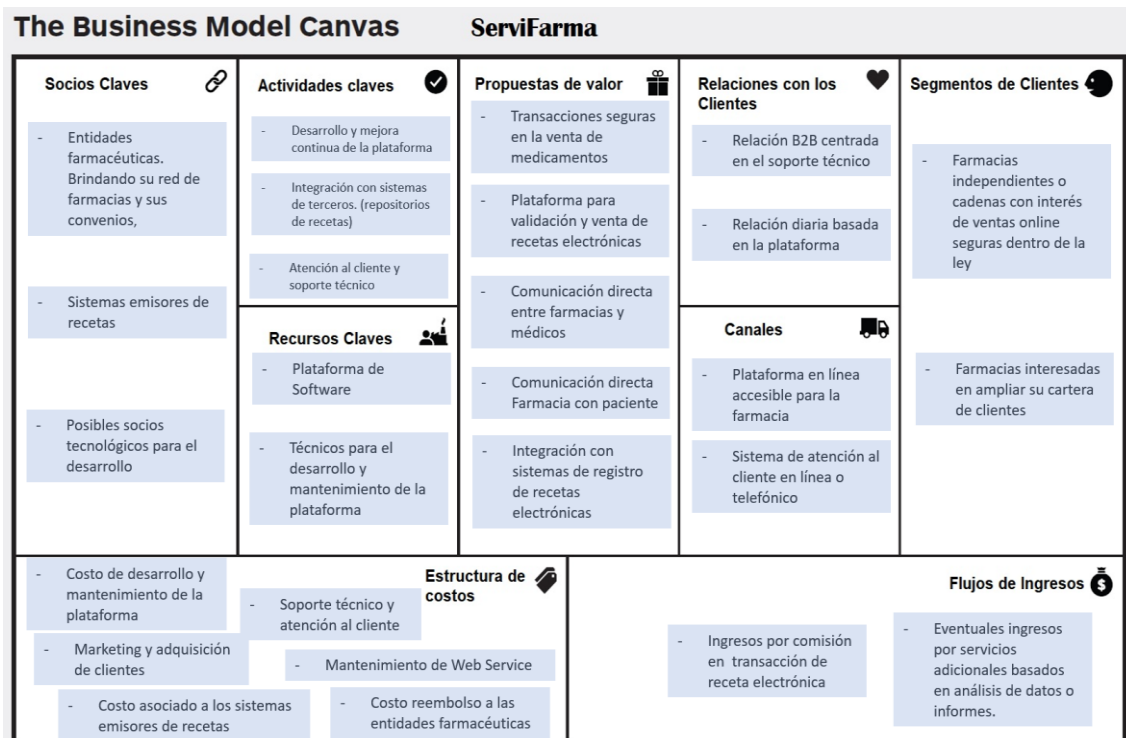 The Business Model Canvas
ServiFarma
Socios Claves
- Entidades
farmacéuticas.
Brindando su red de
farmacias y sus
convenios,
- Sistemas emisores de
recetas
- Posibles socios
tecnológicos para el
desarrollo
Actividades claves
- Desarrollo y mejora
continua de la plataforma
- Integración con sistemas
de terceros. (repositorios
de recetas)
- Atención al cliente y
soporte técnico
Recursos Claves
- Plataforma de
Software
- Técnicos para el
desarrollo y
mantenimiento de la
plataforma
Propuestas de valor
- Transacciones seguras
en la venta de
medicamentos
- Plataforma para
validación y venta de
recetas electrónicas
- Comunicación directa
entre farmacias y
médicos
- Comunicación directa
Farmacia con paciente
- Integración con
sistemas de registro
de recetas
electrónicas
Relaciones con los
Clientes
- Relación B2B centrada
en el soporte técnico
- Relación diaria basada
en la plataforma
Canales
- Plataforma en línea
accesible para la
farmacia
- Sistema de atención al
cliente en línea o
telefónico
Segmentos de Clientes
- Farmacias
independientes o
cadenas con interés
de ventas online
seguras dentro de la
ley
- Farmacias interesadas
en ampliar su cartera
de clientes
Estructura de
costos
- Costo de desarrollo y
mantenimiento de la
plataforma
- Soporte técnico y
atención al cliente
- Marketing y adquisición
de clientes
- Mantenimiento de Web Service
- Costo asociado a los sistemas
emisores de recetas
- Costo reembolso a las
entidades farmacéuticas
Flujos de Ingresos
$
- Ingresos por comisión
en transacción de
receta electrónica
- Eventuales ingresos
por servicios
adicionales basados
en análisis de datos o
informes.